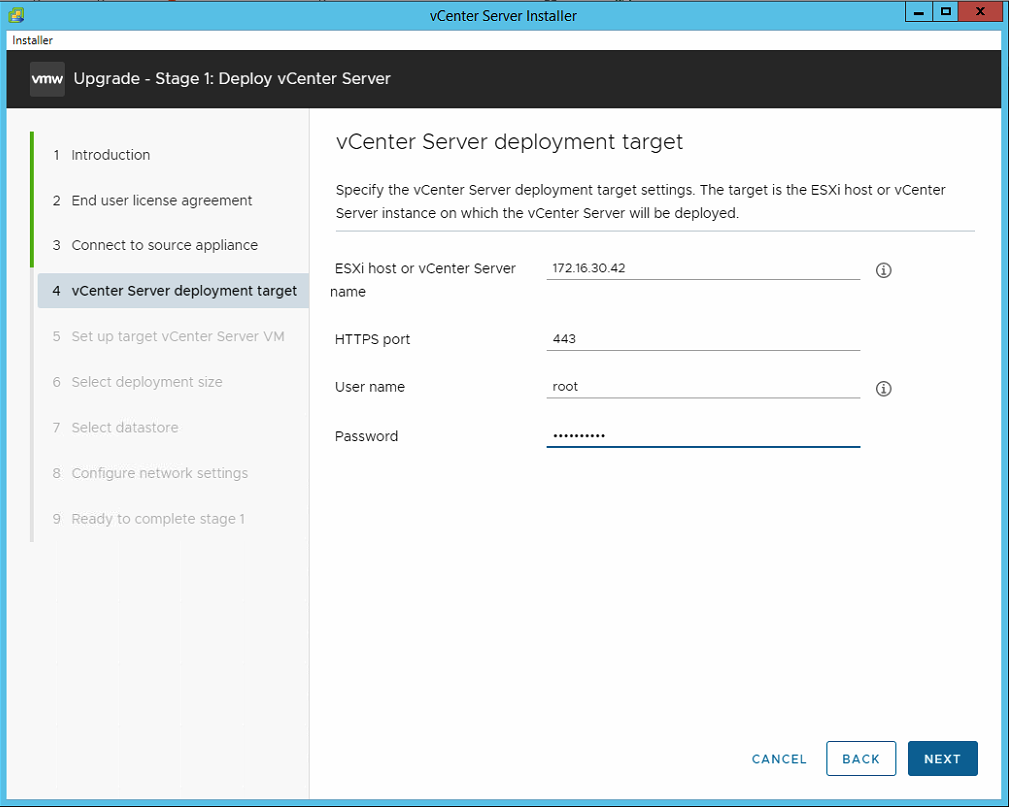 vCenter Server Installer
Installer
vmw Upgrade - Stage 1: Deploy vCenter Server
1 Introduction
2 End user license agreement
3 Connect to source appliance
4 vCenter Server deployment target
5 Set up target vCenter Server VM
6 Select deployment size
7 Select datastore
8 Configure network settings
9 Ready to complete stage 1
vCenter Server deployment target
Specify the vCenter Server deployment target settings. The target is the ESXi host or vCenter
Server instance on which the vCenter Server will be deployed.
ESXi host or vCenter Server 172.16.30.42
name
HTTPS port 443
User name root
Password ••••••••••
CANCEL BACK NEXT